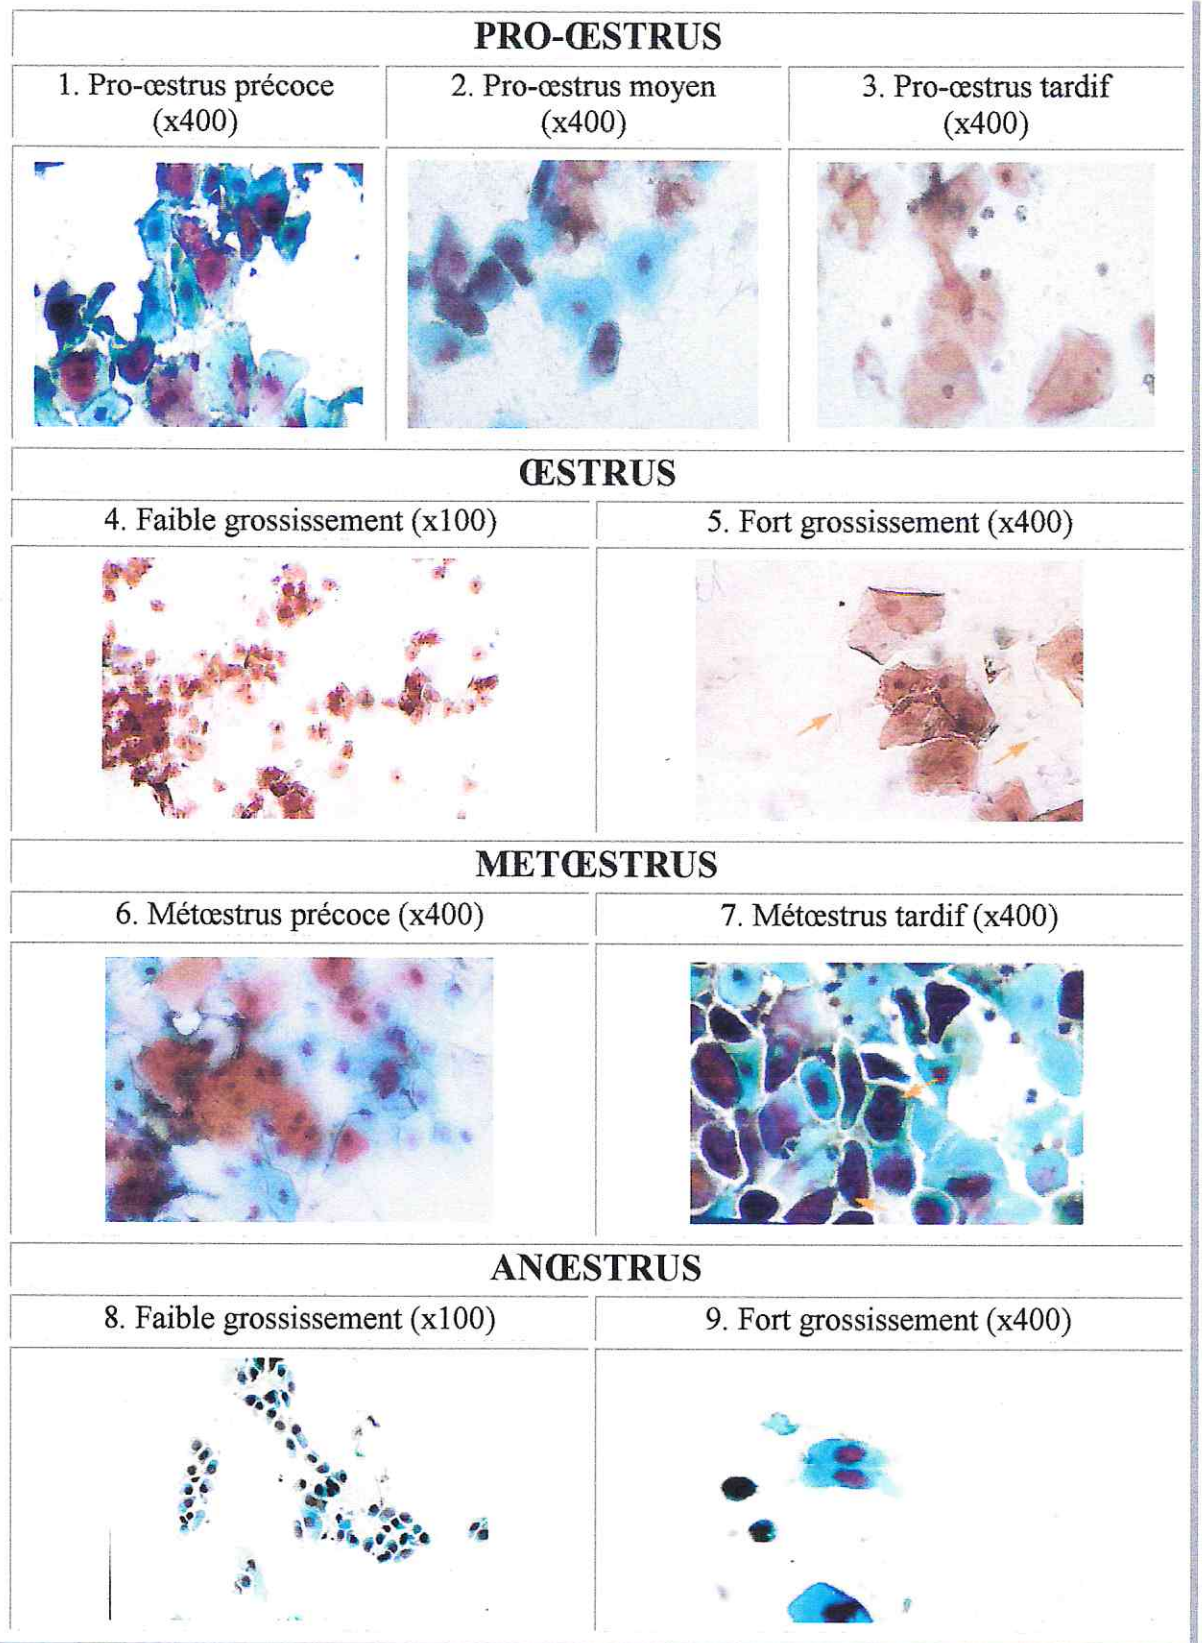 PRO-ŒSTRUS
1. Pro-œstrus précoce
(x400)
2. Pro-œstrus moyen
(x400)
3. Pro-œstrus tardif
(x400)
ŒSTRUS
4. Faible grossissement (x100)
5. Fort grossissement (x400)
METŒSTRUS
6. Métœstrus précoce (x400)
7. Métœstrus tardif (x400)
ANŒSTRUS
8. Faible grossissement (x100)
9. Fort grossissement (x400)